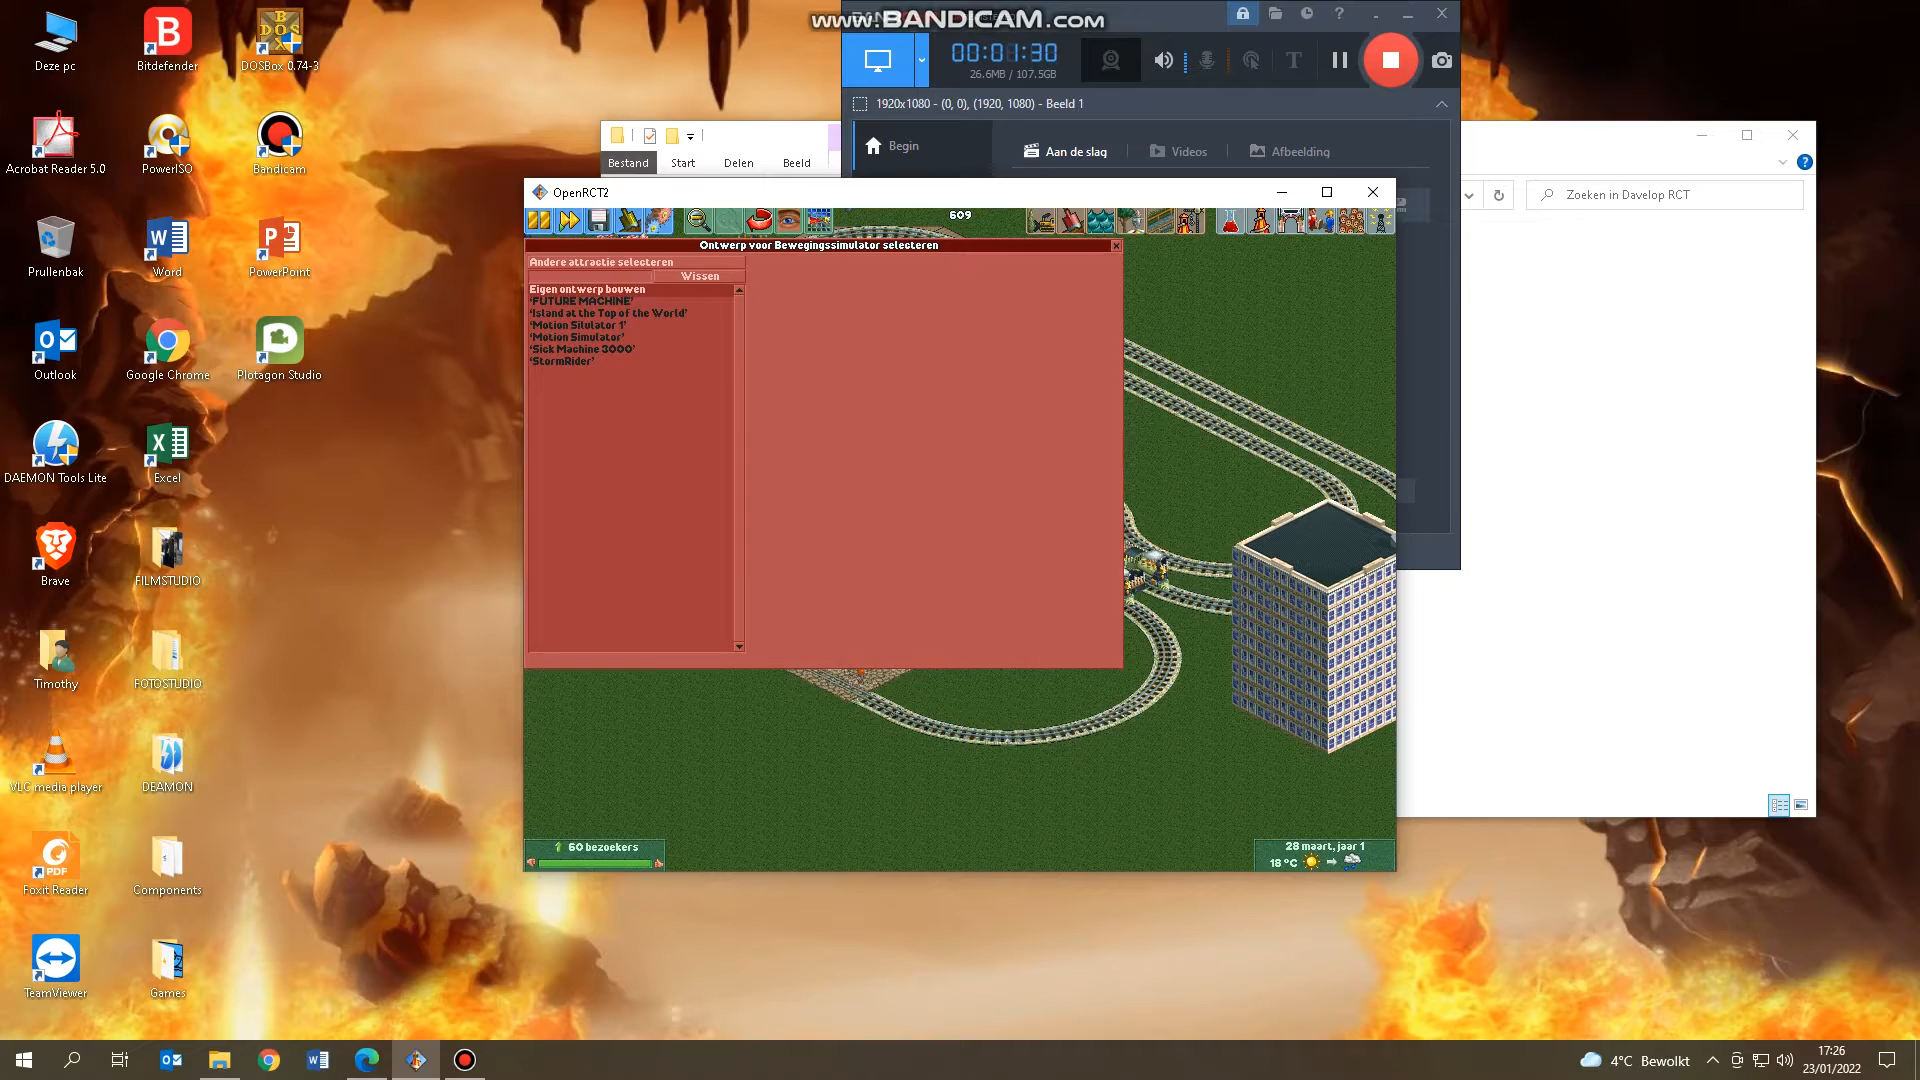 www.BANDICAM.com
Deze pc
Bitdefender
DOSBox 0.74-3
00:01:30
26.6MB / 107.5GB
1920x1080 - (0, 0), (1920, 1080) - Beeld 1
Begin
Aan de slag
Videos
Afbeelding
Bestand
Start
Delen
Beeld
Zoeken in Davelop RCT
Acrobat Reader 5.0
PowerISO
Bandicam
OpenRCT2
609
Ontwerp voor Bewegingssimulator selecteren
Andere attractie selecteren
Wissen
Eigen ontwerp bouwen
'FUTURE MACHINE'
'Island at the Top of the World'
'Motion Silulator 1'
'Motion Simulator'
'Sick Machine 3000'
'StormRider'
Prullenbak
Word
PowerPoint
Outlook
Google Chrome
Plotagon Studio
DAEMON Tools Lite
Excel
Brave
FILMSTUDIO
Timothy
FOTOSTUDIO
VLC media player
DEAMON
Foxit Reader
Components
TeamViewer
Games
60 bezoekers
28 maart, jaar 1
18°C
4°C Bewolkt
17:26
23/01/2022